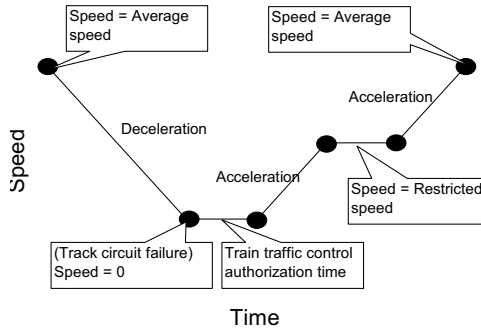 Speed = Average
speed
Speed = Average
speed
Acceleration
Deceleration
Speed
Acceleration
Speed = Restricted
speed
(Track circuit failure)
Speed = 0
Train traffic control
authorization time
Time